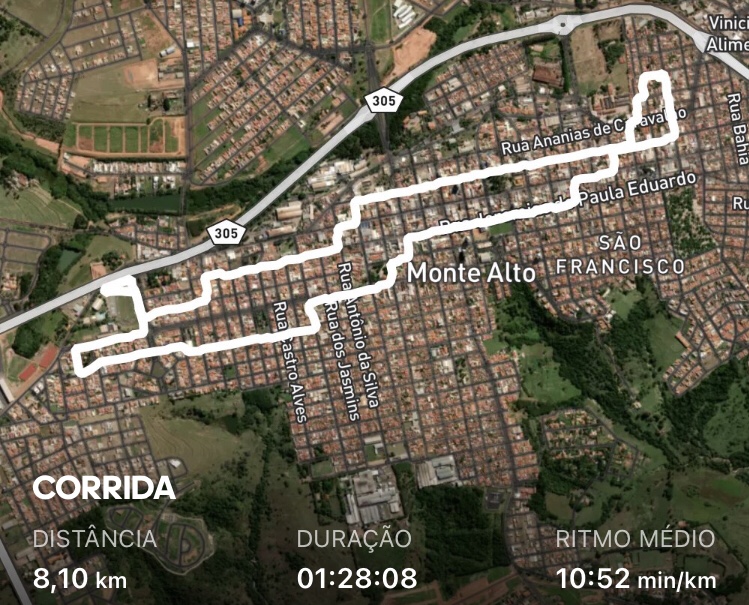 Vinici
Alime
305
Rua Bahia
Rua Ananias de Carvalho
Paula Eduardo
Ru
305
SÃO
FRANCISCO
Monte Alto
Rua Antônio da Silva
Rua dos Jasmins
Rua Castro Alves
CORRIDA
DISTÂNCIA
DURAÇÃO
RITMO MÉDIO
8,10 km
01:28:08
10:52 min/km